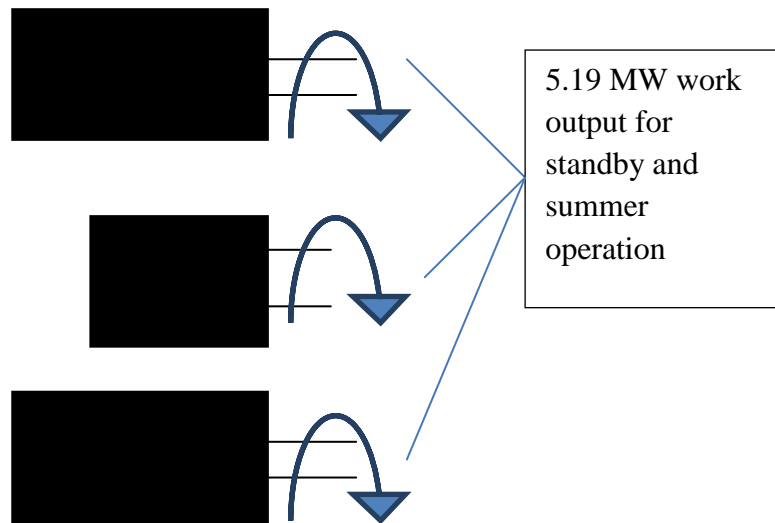 5.19 MW work
output for
standby and
summer
operation